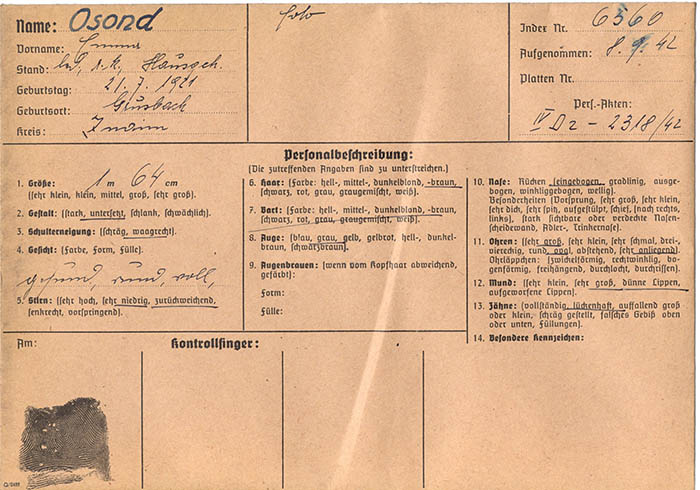 Name: Osond
Vorname: Emma
Stand: led., r. k., Haussch.
Geburtstag: 21. 7. 1921
Geburtsort: Grusbach
Kreis: Znaim
foto
Index Nr. 6560
Aufgenommen: 8. 9. 42
Platten Nr.
Pers.-Akten:
IV D2 - 2318/42
Personalbeschreibung:
(Die zutreffenden Angaben sind zu unterstreichen.)
1. Größe: 1 m 64 cm
(sehr klein, klein, mittel, groß, sehr groß).
2. Gestalt: (stark, untersetzt, schlank, schwächlich).
3. Schulterneigung: (schräg, waagrecht).
4. Gesicht: (Farbe, Form, Fülle).
gesund, rund, voll,
5. Stirn: (sehr hoch, sehr niedrig, zurückweichend,
senkrecht, vorspringend).
6. Haar: (Farbe: hell-, mittel-, dunkelblond, -braun,
schwarz, rot, grau, graugemischt, weiß).
7. Bart: (Farbe: hell-, mittel-, dunkelblond, -braun,
schwarz, rot, grau, graugemischt, weiß).
8. Auge: (blau, grau, gelb, gelbrot, hell-, dunkel-
braun, schwarzbraun).
9. Augenbrauen: (wenn vom Kopfhaar abweichend,
gefärbt):
Form:
Fülle:
10. Nase: Rücken (eingebogen, gradlinig, ausge-
bogen, winkliggebogen, wellig).
Besonderheiten (Vorsprung, sehr groß, sehr klein,
sehr dick, sehr spitz, aufgestülpt, schief, (nach rechts,
links), stark sichtbare oder verdeckte Nasen-
scheidewand, Adler-, Trinkernase).
11. Ohren: (sehr groß, sehr klein, sehr schmal, drei-,
viereckig, rund, oval, abstehend, sehr anliegend).
Ohrläppchen: (zwickelförmig, rechtwinklig, bo-
genförmig, freihängend, durchlocht, durchrissen).
12. Mund: (sehr klein, sehr groß, dünne Lippen,
aufgeworfene Lippen).
13. Zähne: (vollständig, lückenhaft, auffallend groß
oder klein, schräg gestellt, falsches Gebiß oben
oder unten, Füllungen).
14. Besondere Kennzeichen:
Am:
Kontrollfinger: